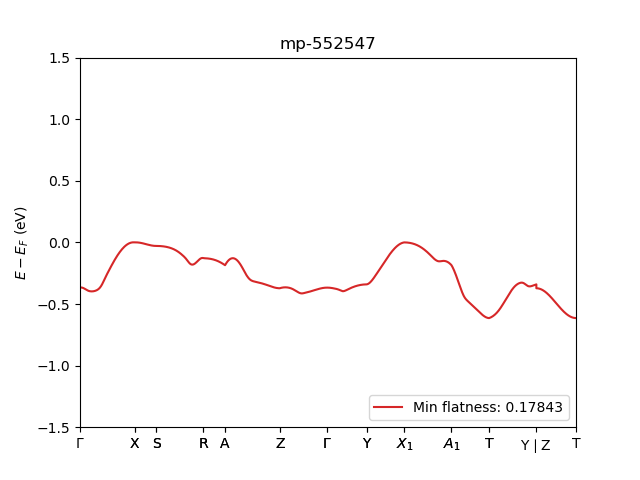 mp-552547
E − E_F (eV)
1.5
1.0
0.5
0.0
−0.5
−1.0
−1.5
Min flatness: 0.17843
Γ X S R A Z Γ Y X₁ A₁ T Y | Z T